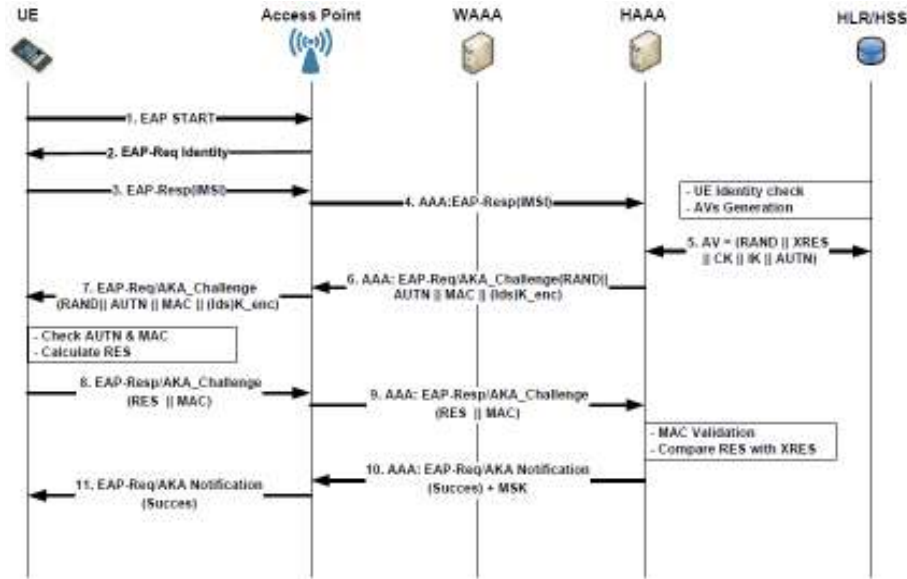 UE
Access Point
WAAA
HAAA
HLR/HSS
1. EAP START
2. EAP-Req Identity
3. EAP-Resp(IMSI)
4. AAA:EAP-Resp(IMSI)
- UE Identity check
- AVs Generation
5. AV = (RAND || XRES
|| CK || IK || AUTN)
6. AAA: EAP-Req/AKA_Challenge(RAND||
AUTN || MAC || (Ids)K_enc)
7. EAP-Req/AKA_Challenge
(RAND|| AUTN || MAC || (Ids)K_enc)
- Check AUTN & MAC
- Calculate RES
8. EAP-Resp/AKA_Challenge
(RES || MAC)
9. AAA: EAP-Resp/AKA_Challenge
(RES || MAC)
- MAC Validation
- Compare RES with XRES
10. AAA: EAP-Req/AKA Notification
(Succes) + MSK
11. EAP-Req/AKA Notification
(Succes)